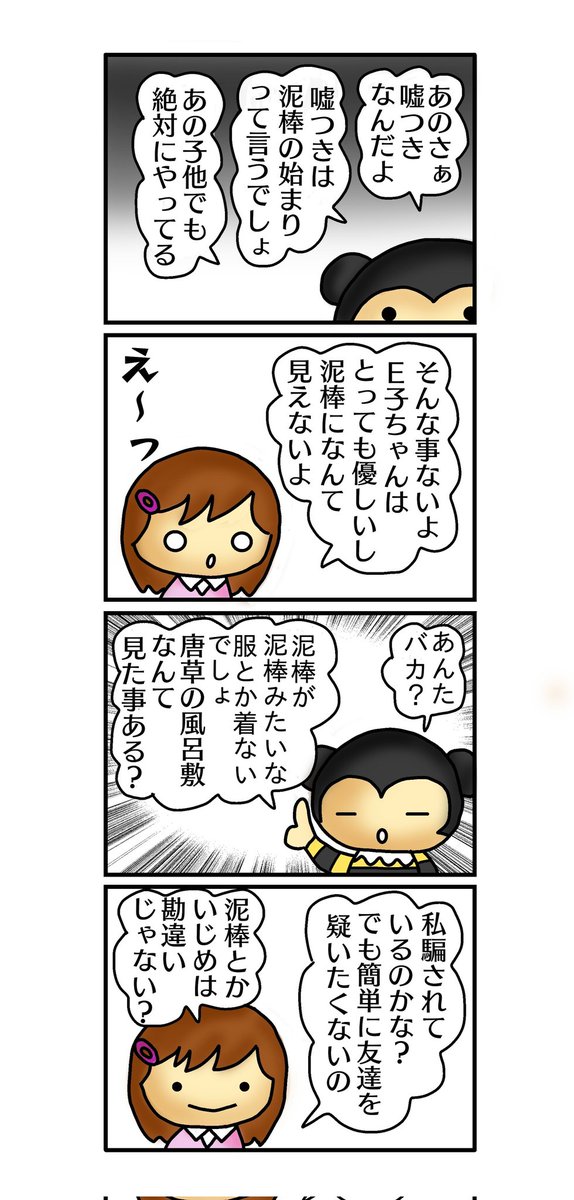 あのさぁ
嘘つき
なんだよ
嘘つきは
泥棒の始まり
って言うでしょ
あの子他でも
絶対にやってる
そんな事ないよ
E子ちゃんは
とっても優しいし
泥棒になんて
見えないよ
え〜っ
あんた
バカ?
泥棒が
泥棒みたいな
服とか着ない
でしょ
唐草の風呂敷
なんて
見た事ある?
私騙されて
いるのかな?
でも簡単に友達を
疑いたくないの
泥棒とか
いじめは
勘違い
じゃない?